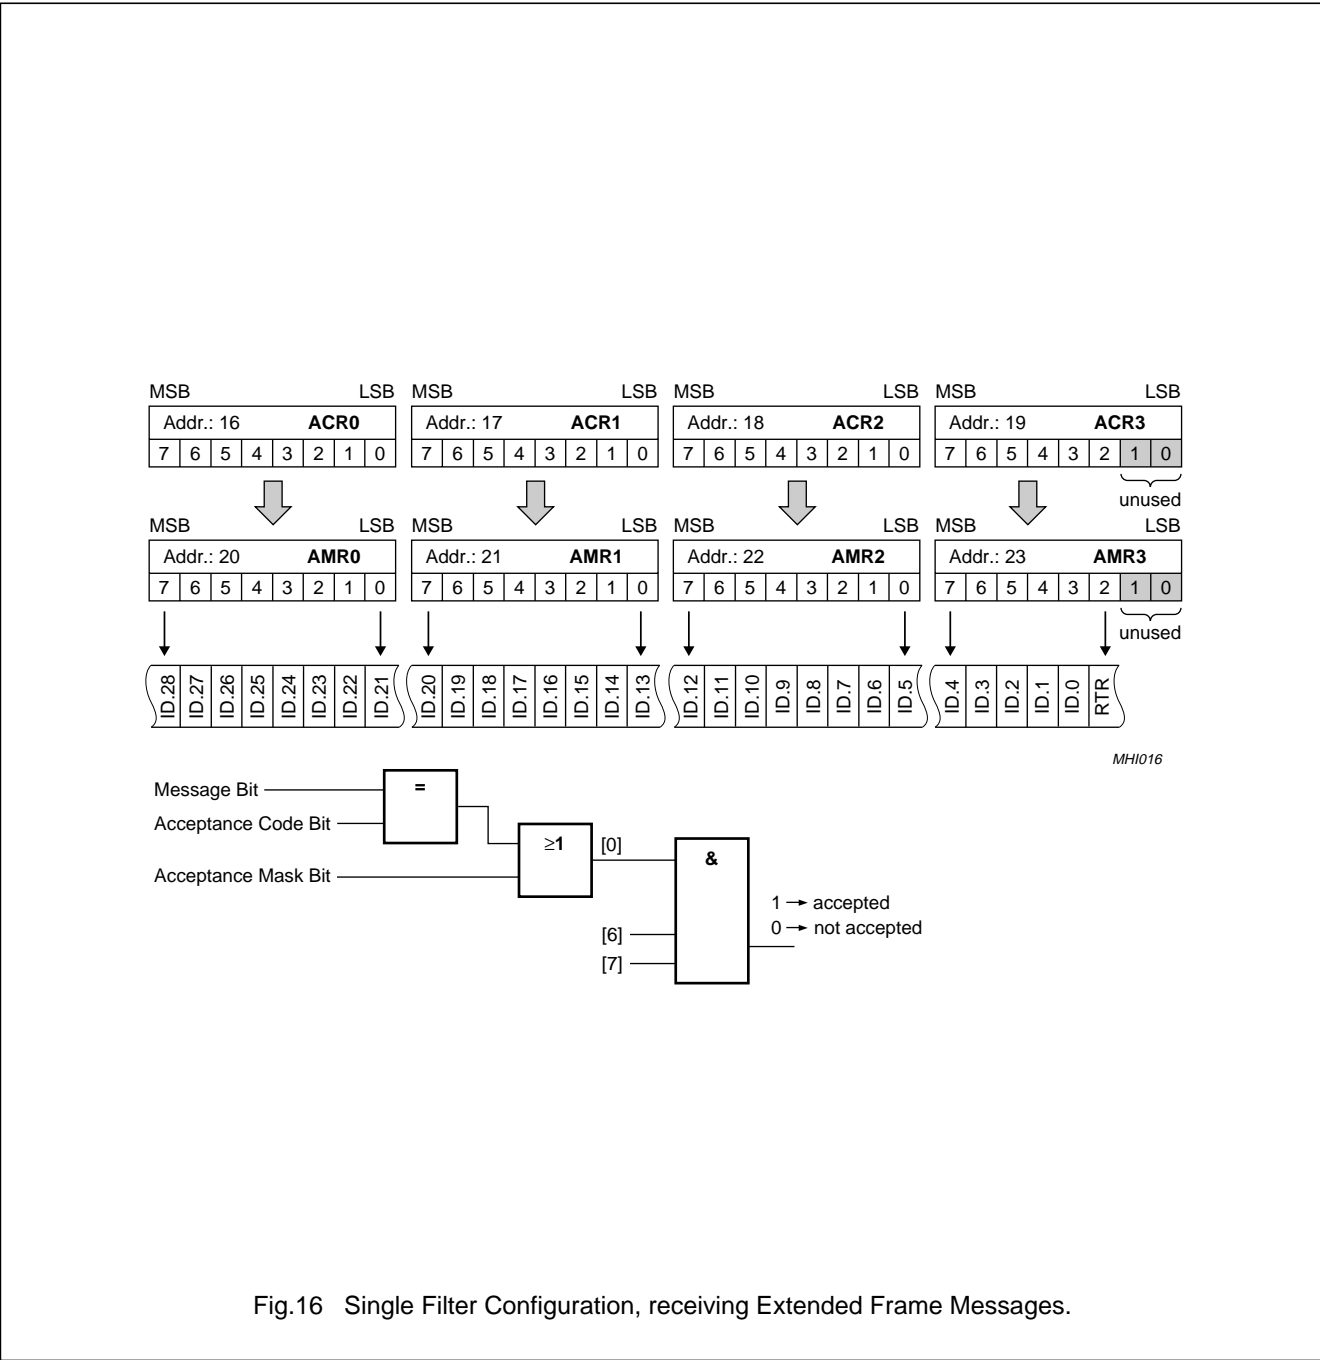 MSB LSB MSB LSB MSB LSB MSB LSB
Addr.: 16 ACR0 Addr.: 17 ACR1 Addr.: 18 ACR2 Addr.: 19 ACR3
7 6 5 4 3 2 1 0 7 6 5 4 3 2 1 0 7 6 5 4 3 2 1 0 7 6 5 4 3 2 1 0
unused
MSB LSB MSB LSB MSB LSB MSB LSB
Addr.: 20 AMR0 Addr.: 21 AMR1 Addr.: 22 AMR2 Addr.: 23 AMR3
7 6 5 4 3 2 1 0 7 6 5 4 3 2 1 0 7 6 5 4 3 2 1 0 7 6 5 4 3 2 1 0
unused
ID.28 ID.27 ID.26 ID.25 ID.24 ID.23 ID.22 ID.21 ID.20 ID.19 ID.18 ID.17 ID.16 ID.15 ID.14 ID.13 ID.12 ID.11 ID.10 ID.9 ID.8 ID.7 ID.6 ID.5 ID.4 ID.3 ID.2 ID.1 ID.0 RTR
MHI016
Message Bit =
Acceptance Code Bit
≥1 [0] &
Acceptance Mask Bit
1 → accepted
0 → not accepted
[6]
[7]
Fig.16 Single Filter Configuration, receiving Extended Frame Messages.